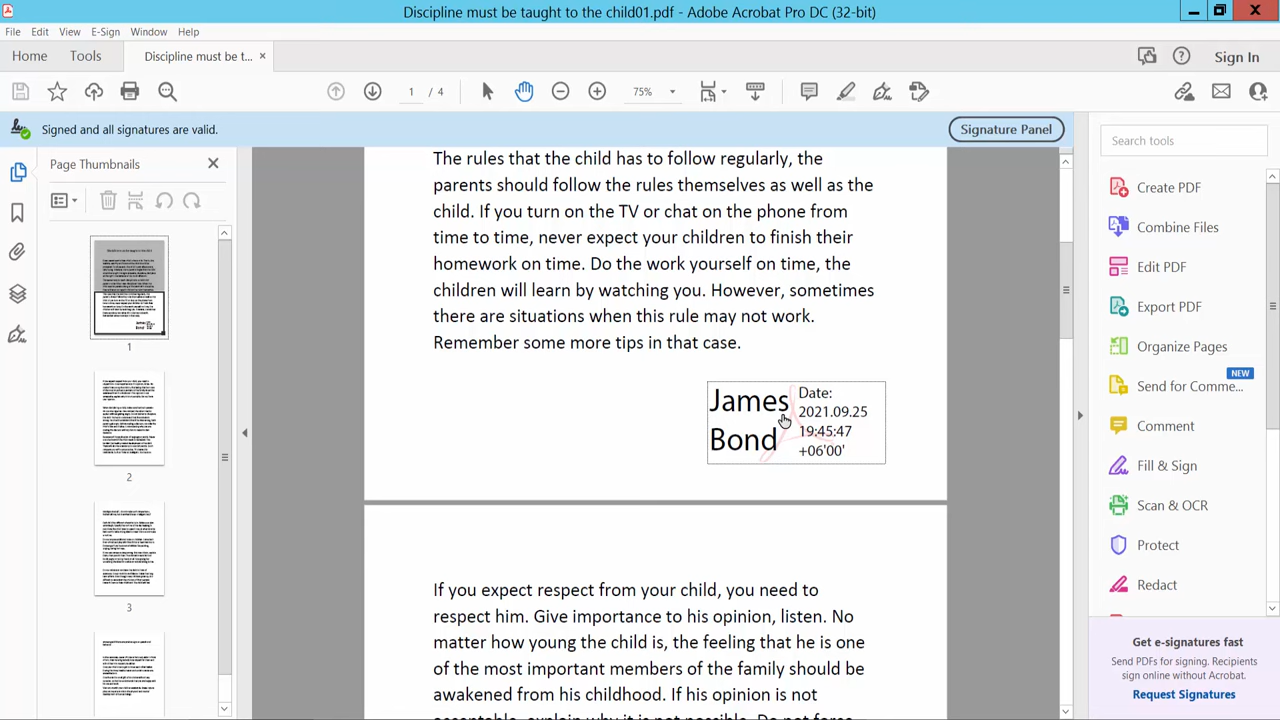 Discipline must be taught to the child01.pdf - Adobe Acrobat Pro DC (32-bit)
File Edit View E-Sign Window Help
Home Tools Discipline must be t... × Sign In
1 / 4 75%
Signed and all signatures are valid. Signature Panel
Page Thumbnails
1
2
3
The rules that the child has to follow regularly, the
parents should follow the rules themselves as well as the
child. If you turn on the TV or chat on the phone from
time to time, never expect your children to finish their
homework on time. Do the work yourself on time, the
children will learn by watching you. However, sometimes
there are situations when this rule may not work.
Remember some more tips in that case.
James
Bond
Date:
2021.09.25
19:45:47
+06'00'
If you expect respect from your child, you need to
respect him. Give importance to his opinion, listen. No
matter how young the child is, the feeling that he is one
of the most important members of the family should be
awakened from his childhood. If his opinion is not
Search tools
Create PDF
Combine Files
Edit PDF
Export PDF
Organize Pages
NEW
Send for Comme...
Comment
Fill & Sign
Scan & OCR
Protect
Redact
Get e-signatures fast
Send PDFs for signing. Recipients
sign online without Acrobat.
Request Signatures